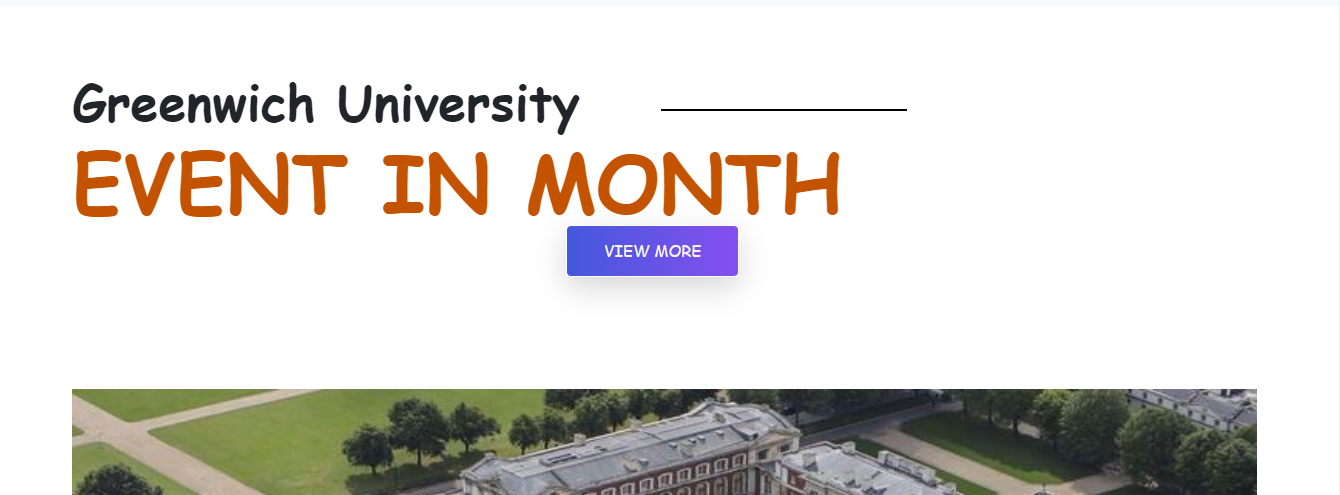 Greenwich University
EVENT IN MONTH
VIEW MORE